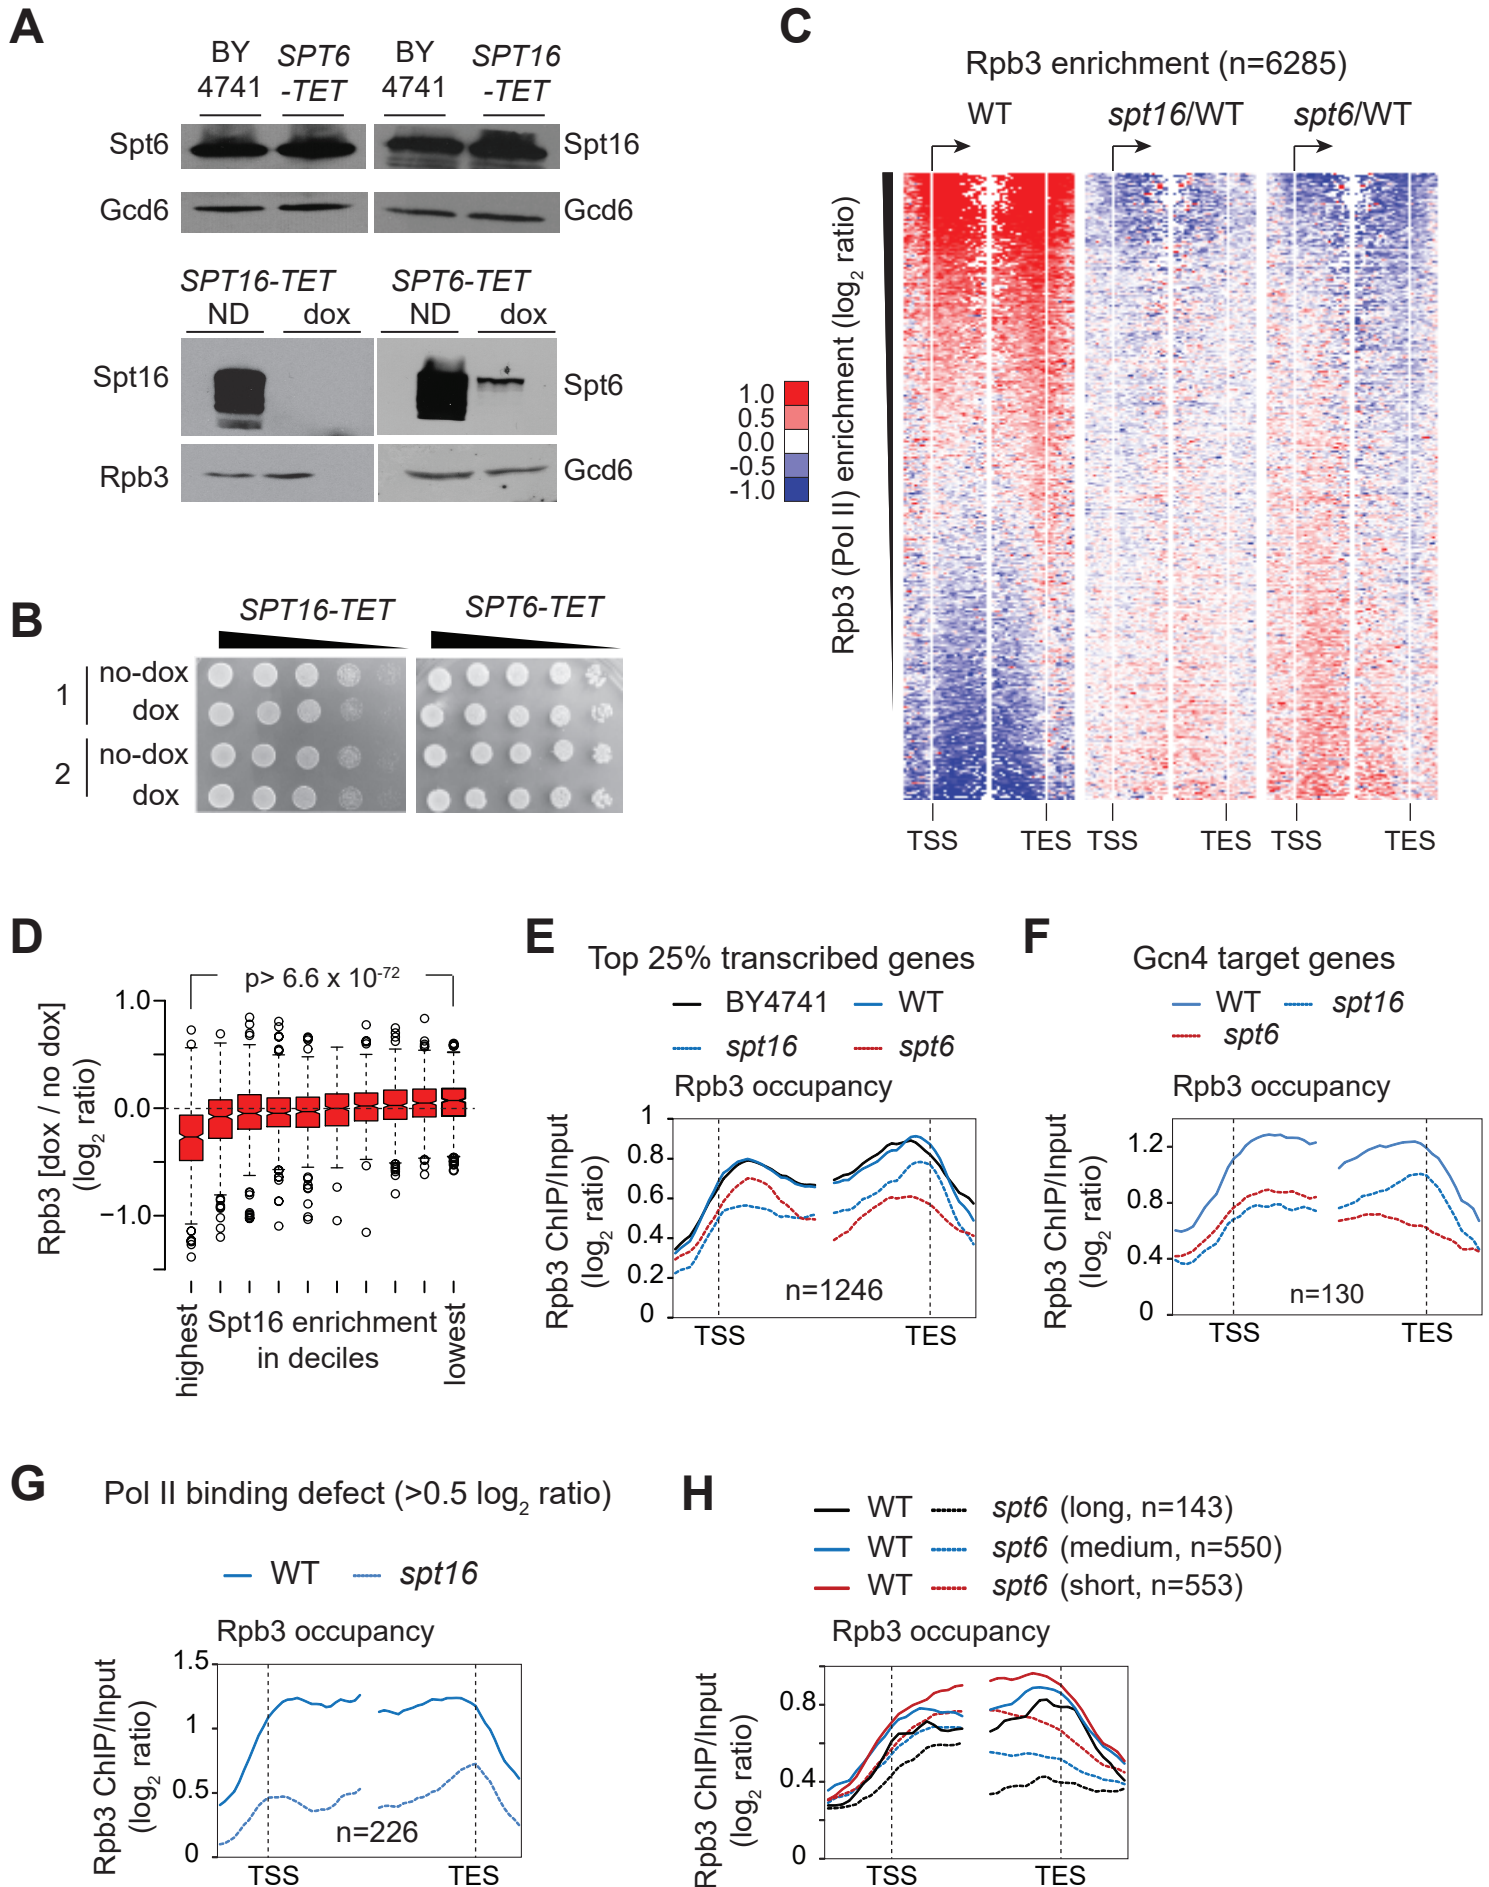 A
BY
4741
SPT6
-TET
BY
4741
SPT16
-TET
Spt6
Spt16
Gcd6
Gcd6
SPT16-TET
SPT6-TET
ND
dox
ND
dox
Spt16
Spt6
Rpb3
Gcd6
B
SPT16-TET
SPT6-TET
1
no-dox
dox
2
no-dox
dox
C
Rpb3 enrichment (n=6285)
WT
spt16/WT
spt6/WT
Rpb3 (Pol II) enrichment (log2 ratio)
1.0
0.5
0.0
-0.5
-1.0
TSS
TES
TSS
TES
TSS
TES
D
p> 6.6 x 10-72
Rpb3 [dox / no dox]
(log2 ratio)
1.0
0.0
−1.0
highest
Spt16 enrichment
in deciles
lowest
E
Top 25% transcribed genes
BY4741
WT
spt16
spt6
Rpb3 occupancy
Rpb3 ChIP/Input
(log2 ratio)
1
0.8
0.6
0.4
0.2
0
n=1246
TSS
TES
F
Gcn4 target genes
WT
spt16
spt6
Rpb3 occupancy
Rpb3 ChIP/Input
(log2 ratio)
1.2
0.8
0.4
0
n=130
TSS
TES
G
Pol II binding defect (>0.5 log2 ratio)
WT
spt16
Rpb3 occupancy
Rpb3 ChIP/Input
(log2 ratio)
1.5
1
0.5
0
n=226
TSS
TES
H
WT
spt6 (long, n=143)
WT
spt6 (medium, n=550)
WT
spt6 (short, n=553)
Rpb3 occupancy
Rpb3 ChIP/Input
(log2 ratio)
0.8
0.4
0
TSS
TES